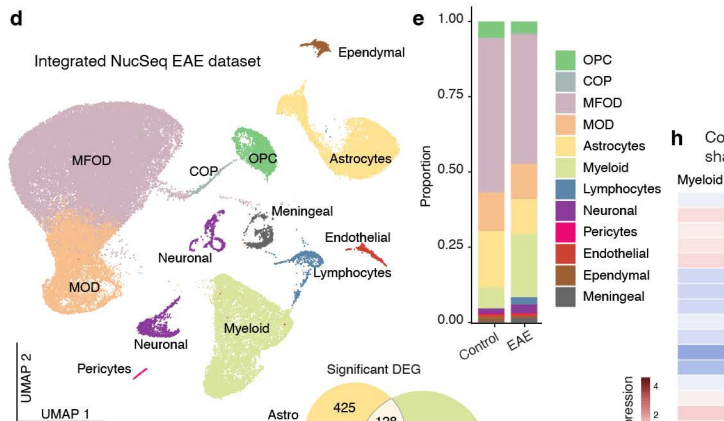 d
Integrated NucSeq EAE dataset
Ependymal
MFOD
COP
OPC
Astrocytes
Meningeal
Neuronal
Endothelial
Lymphocytes
MOD
Neuronal
Myeloid
Pericytes
UMAP 2
UMAP 1
e
Proportion
1.00
0.75
0.50
0.25
0.00
Control
EAE
OPC
COP
MFOD
MOD
Astrocytes
Myeloid
Lymphocytes
Neuronal
Pericytes
Endothelial
Ependymal
Meningeal
Significant DEG
Astro
425
128
h
Co
sha
Myeloid
ression
4
2